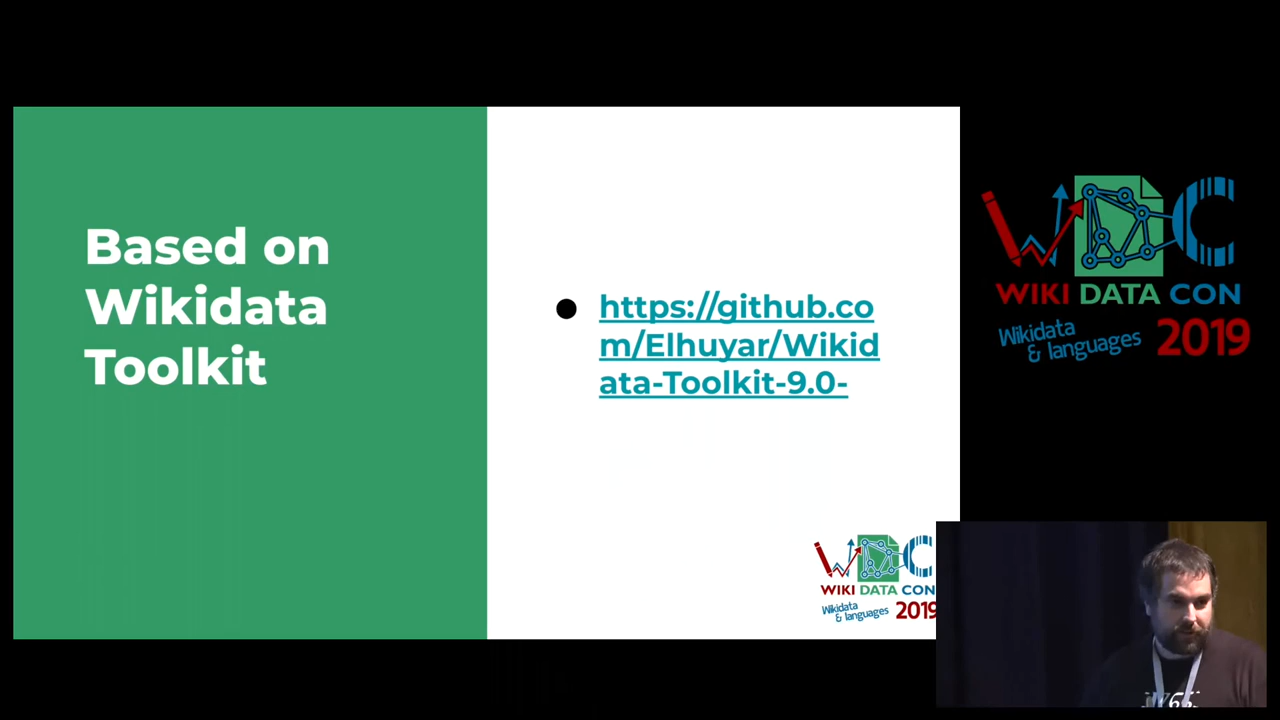 Based on
Wikidata
Toolkit
https://github.co
m/Elhuyar/Wikid
ata-Toolkit-9.0-
WIKI DATA CON
Wikidata
& languages
2019
WDC
WIKI DATA CON
Wikidata
& languages
2019